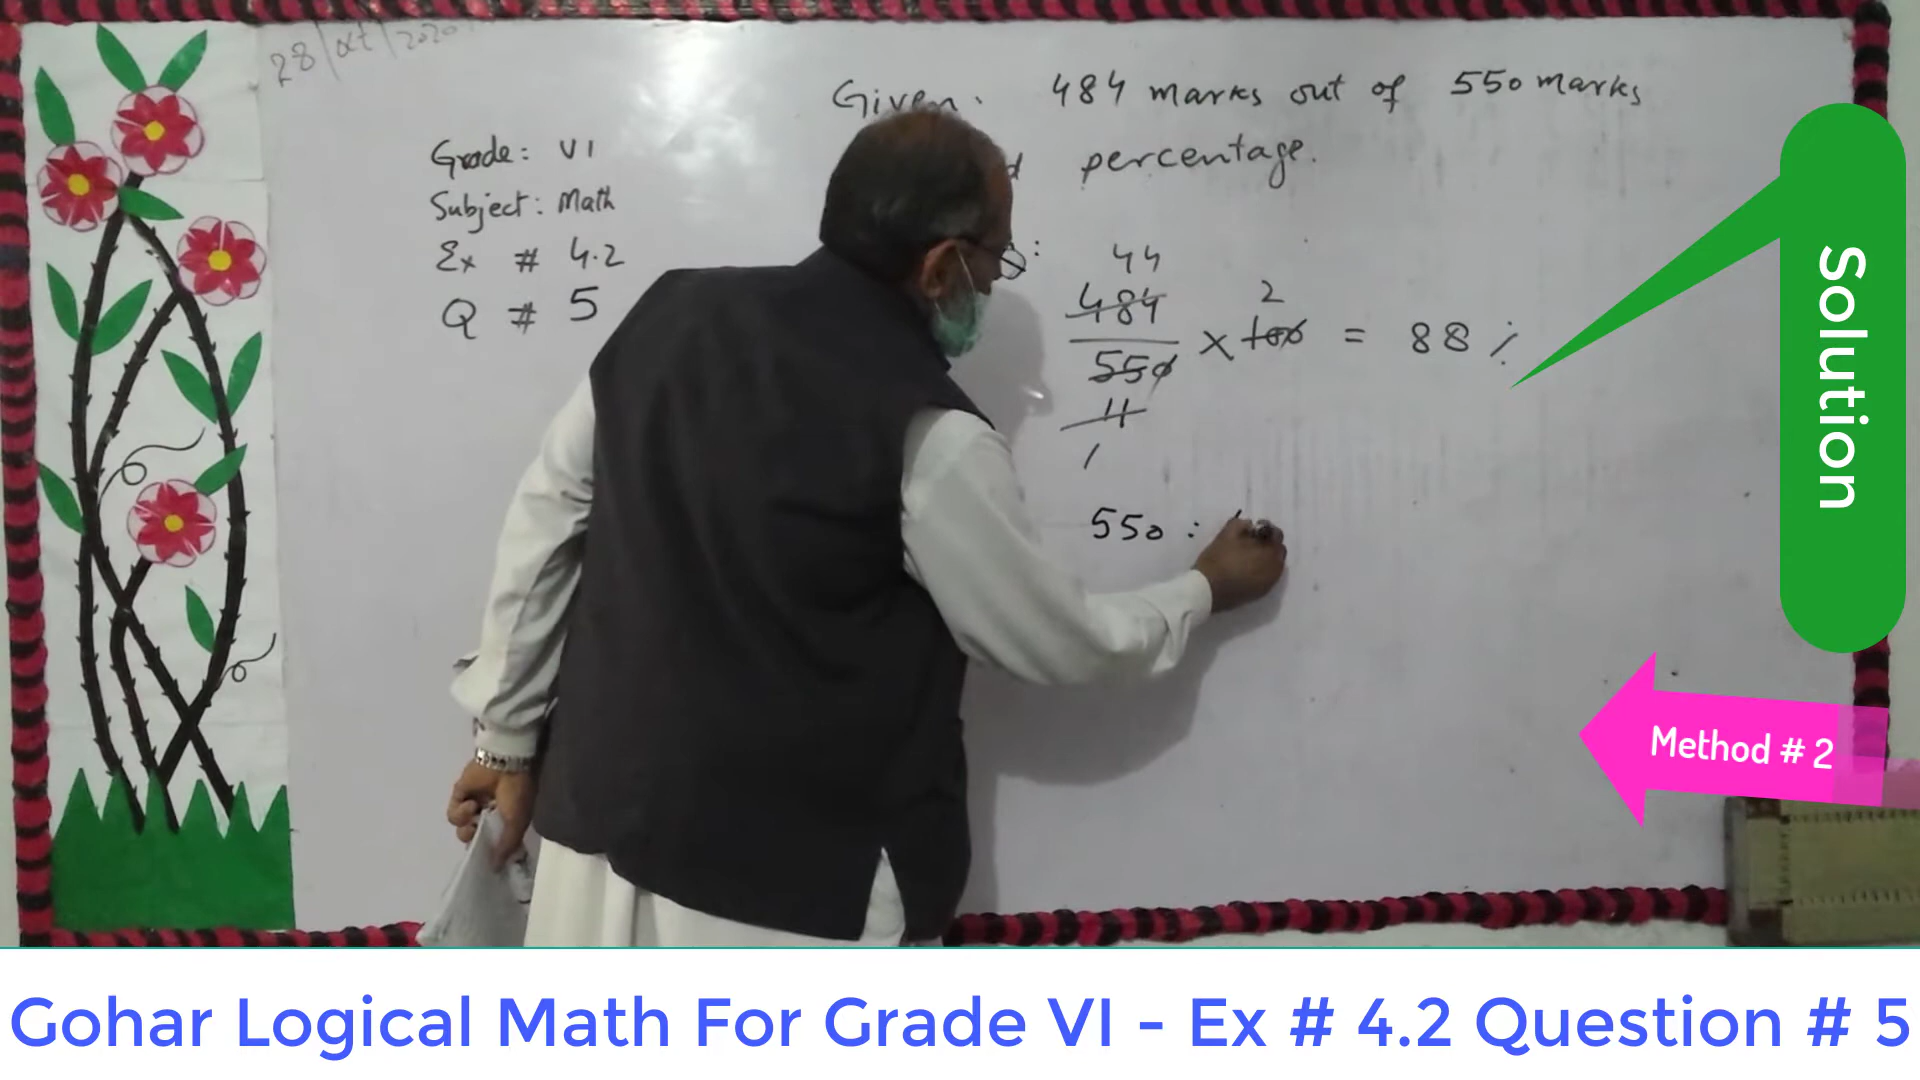 28/Oct/2020
Given: 484 marks out of 550 marks
percentage.
Grade: VI
Subject: Math
Ex # 4.2
Q # 5
44
484
2
550 × 100 = 88 %
11
1
550 :
Solution
Method # 2
Gohar Logical Math For Grade VI - Ex # 4.2 Question # 5